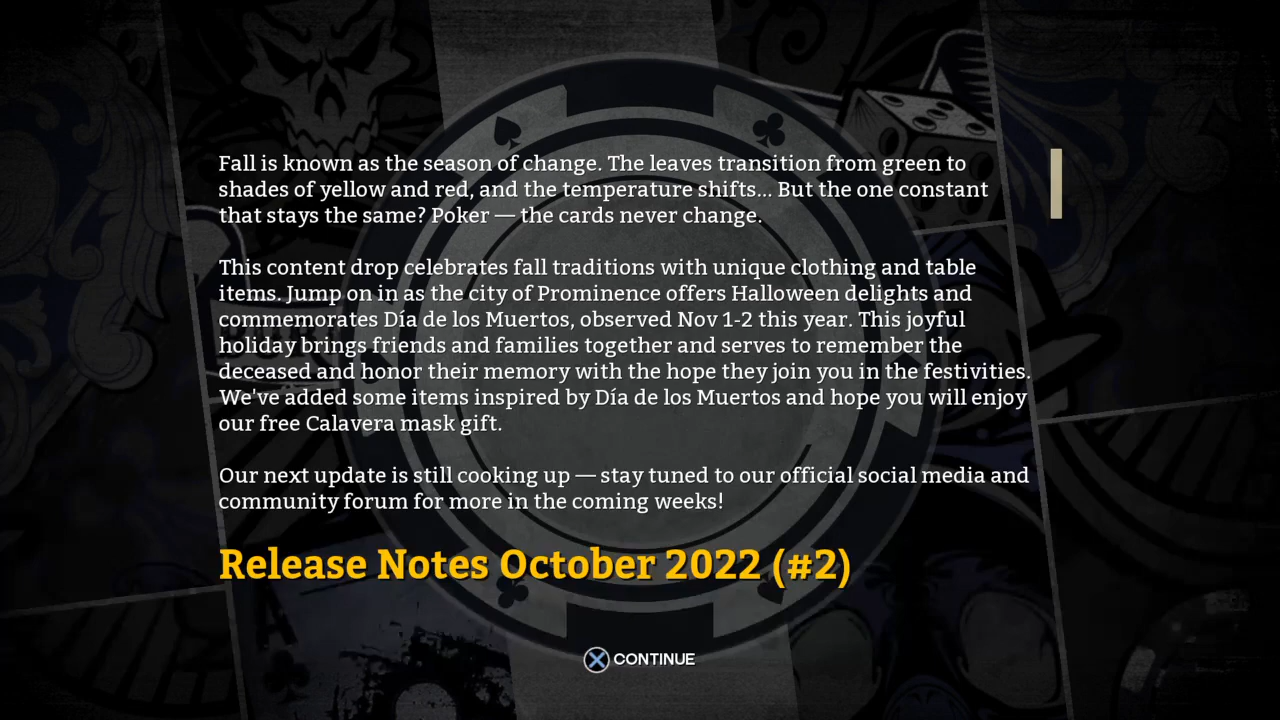 Fall is known as the season of change. The leaves transition from green to
shades of yellow and red, and the temperature shifts... But the one constant
that stays the same? Poker — the cards never change.
This content drop celebrates fall traditions with unique clothing and table
items. Jump on in as the city of Prominence offers Halloween delights and
commemorates Día de los Muertos, observed Nov 1-2 this year. This joyful
holiday brings friends and families together and serves to remember the
deceased and honor their memory with the hope they join you in the festivities.
We've added some items inspired by Día de los Muertos and hope you will enjoy
our free Calavera mask gift.
Our next update is still cooking up — stay tuned to our official social media and
community forum for more in the coming weeks!
Release Notes October 2022 (#2)
A
CONTINUE